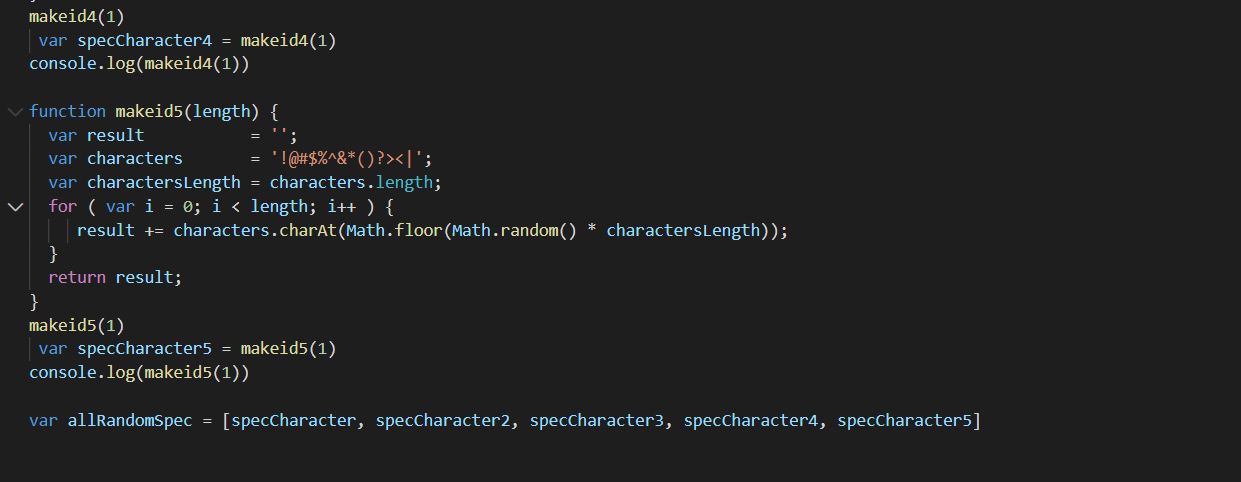 makeid4(1)
var specCharacter4 = makeid4(1)
console.log(makeid4(1))
function makeid5(length) {
var result           = '';
var characters       = '!@#$%^&*()?><|';
var charactersLength = characters.length;
for ( var i = 0; i < length; i++ ) {
result += characters.charAt(Math.floor(Math.random() * charactersLength));
}
return result;
}
makeid5(1)
var specCharacter5 = makeid5(1)
console.log(makeid5(1))
var allRandomSpec = [specCharacter, specCharacter2, specCharacter3, specCharacter4, specCharacter5]